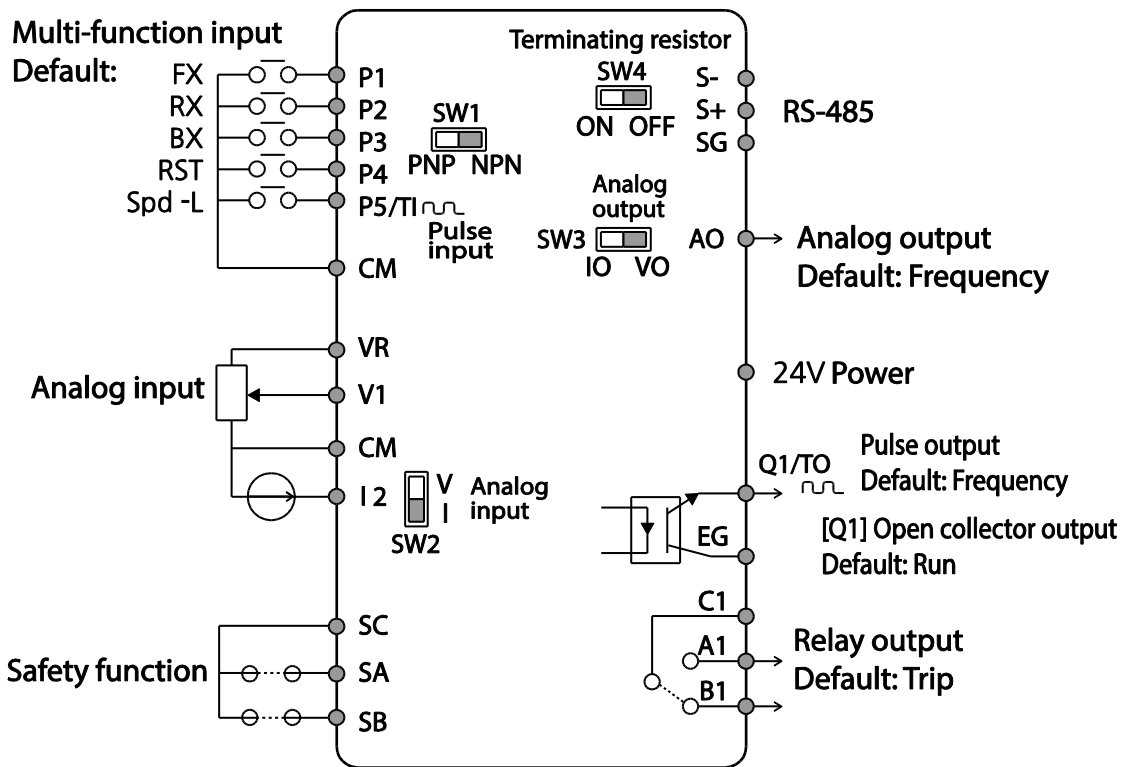 Multi-function input
Default:
FX
RX
BX
RST
Spd -L
P1
P2
P3
P4
P5/TI
Pulse
input
CM
SW1
PNP NPN
Terminating resistor
SW4
ON OFF
S-
S+
SG
RS-485
Analog
output
SW3
IO VO
AO
Analog output
Default: Frequency
Analog input
VR
V1
CM
I 2
V
I
Analog
input
SW2
24V Power
Q1/TO
Pulse output
Default: Frequency
EG
[Q1] Open collector output
Default: Run
Safety function
SC
SA
SB
C1
A1
B1
Relay output
Default: Trip